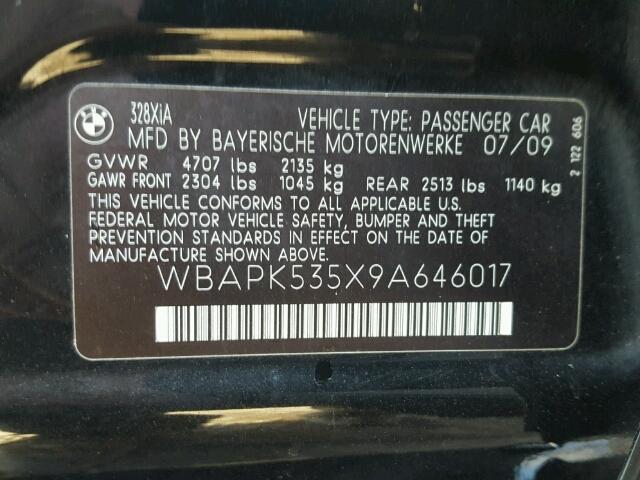 BMW
328XiA VEHICLE TYPE: PASSENGER CAR
MFD BY BAYERISCHE MOTORENWERKE 07/09
GVWR 4707 lbs 2135 kg
GAWR FRONT 2304 lbs 1045 kg REAR 2513 lbs 1140 kg
THIS VEHICLE CONFORMS TO ALL APPLICABLE U.S.
FEDERAL MOTOR VEHICLE SAFETY, BUMPER AND THEFT
PREVENTION STANDARDS IN EFFECT ON THE DATE OF
MANUFACTURE SHOWN ABOVE.
WBAPK535X9A646017
2 122 606